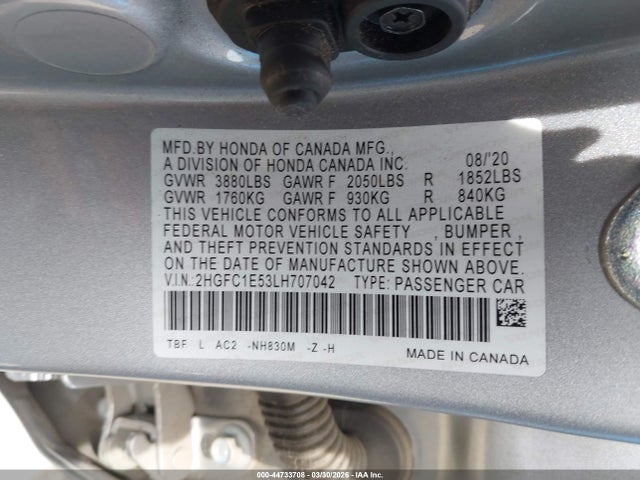 MFD.BY HONDA OF CANADA MFG.,
A DIVISION OF HONDA CANADA INC. 08/'20
GVWR 3880LBS GAWR F 2050LBS R 1852LBS
GVWR 1760KG GAWR F 930KG R 840KG
THIS VEHICLE CONFORMS TO ALL APPLICABLE
FEDERAL MOTOR VEHICLE SAFETY , BUMPER ,
AND THEFT PREVENTION STANDARDS IN EFFECT
ON THE DATE OF MANUFACTURE SHOWN ABOVE.
V.I.N.:2HGFC1E53LH707042 TYPE: PASSENGER CAR
TBF L AC2 -NH830M -Z -H
MADE IN CANADA
000-44733708 - 03/30/2026 - IAA Inc.